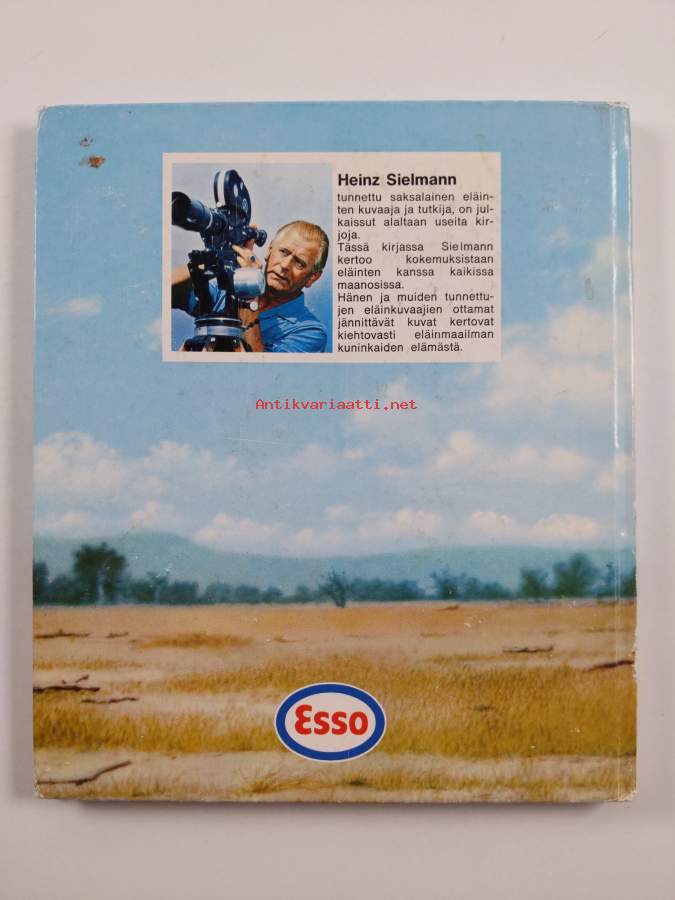 Heinz Sielmann
tunnettu saksalainen eläin-
ten kuvaaja ja tutkija, on jul-
kaissut alaltaan useita kir-
joja.
Tässä kirjassa Sielmann
kertoo kokemuksistaan
eläinten kanssa kaikissa
maanosissa.
Hänen ja muiden tunnettu-
jen eläinkuvaajien ottamat
jännittävät kuvat kertovat
kiehtovasti eläinmaailman
kuninkaiden elämästä.
Antikvariaatti.net
Esso